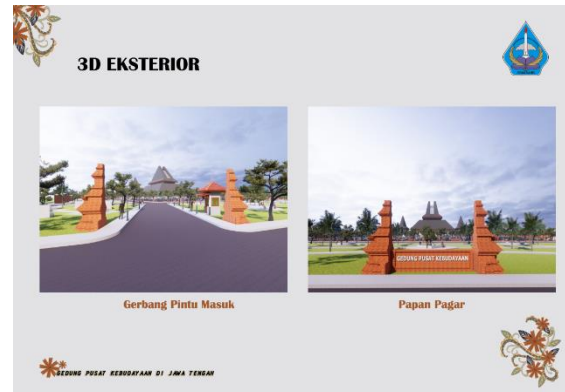 3D EKSTERIOR
GEDUNG PUSAT KEBUDAYAAN
Gerbang Pintu Masuk
Papan Pagar
GEDUNG PUSAT KEBUDAYAAN DI JAWA TENGAH